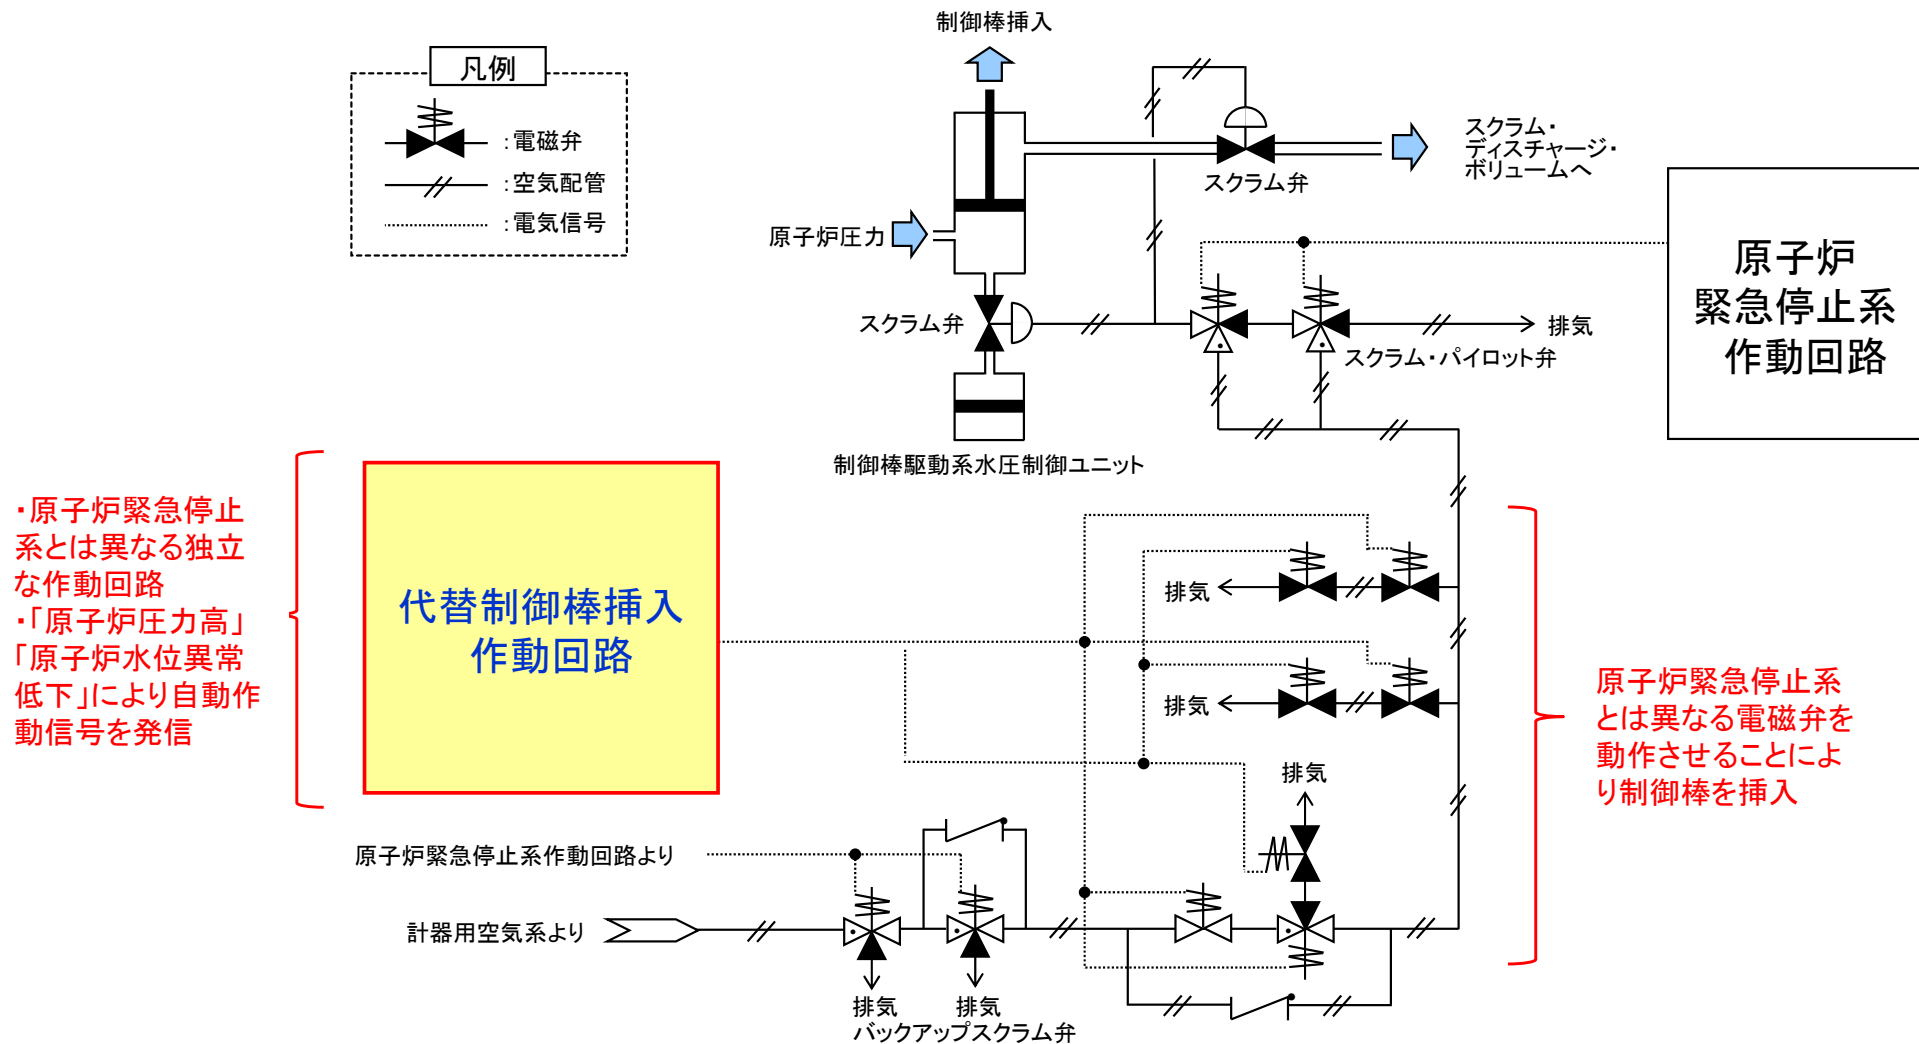 制御棒挿入
凡例
:電磁弁
:空気配管
:電気信号
スクラム・
ディスチャージ・
ボリュームへ
スクラム弁
原子炉圧力
原子炉
緊急停止系
作動回路
スクラム弁
排気
スクラム・パイロット弁
制御棒駆動系水圧制御ユニット
・原子炉緊急停止
系とは異なる独立
な作動回路
・「原子炉圧力高」
「原子炉水位異常
低下」により自動作
動信号を発信
代替制御棒挿入
作動回路
排気
排気
原子炉緊急停止系
とは異なる電磁弁を
動作させることによ
り制御棒を挿入
排気
原子炉緊急停止系作動回路より
計器用空気系より
排気
排気
バックアップスクラム弁